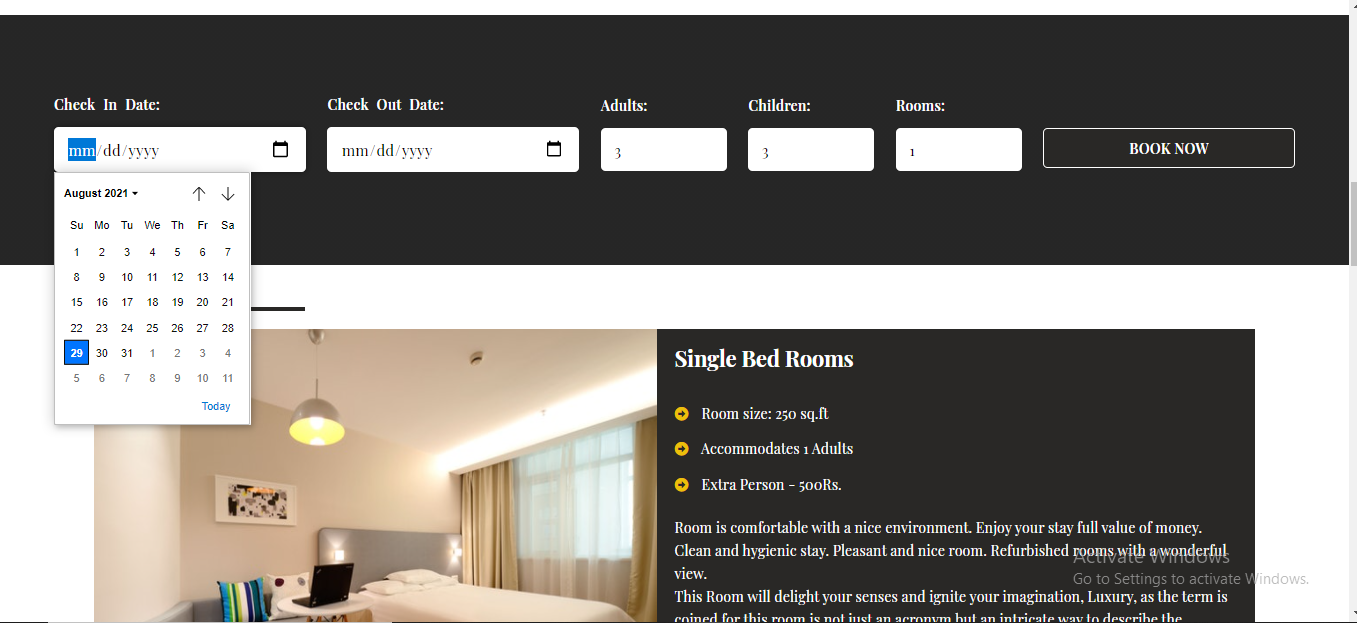 Check In Date:
Check Out Date:
Adults:
Children:
Rooms:
mm/dd/yyyy
mm/dd/yyyy
3
3
1
BOOK NOW
August 2021
Su Mo Tu We Th Fr Sa
1 2 3 4 5 6 7
8 9 10 11 12 13 14
15 16 17 18 19 20 21
22 23 24 25 26 27 28
29 30 31 1 2 3 4
5 6 7 8 9 10 11
Today
Single Bed Rooms
Room size: 250 sq.ft
Accommodates 1 Adults
Extra Person - 500Rs.
Room is comfortable with a nice environment. Enjoy your stay full value of money.
Clean and hygienic stay. Pleasant and nice room. Refurbished rooms with a wonderful
view.
This Room will delight your senses and ignite your imagination, Luxury, as the term is
coined for this room is not just an acronym but an intricate way to describe the
Activate Windows
Go to Settings to activate Windows.